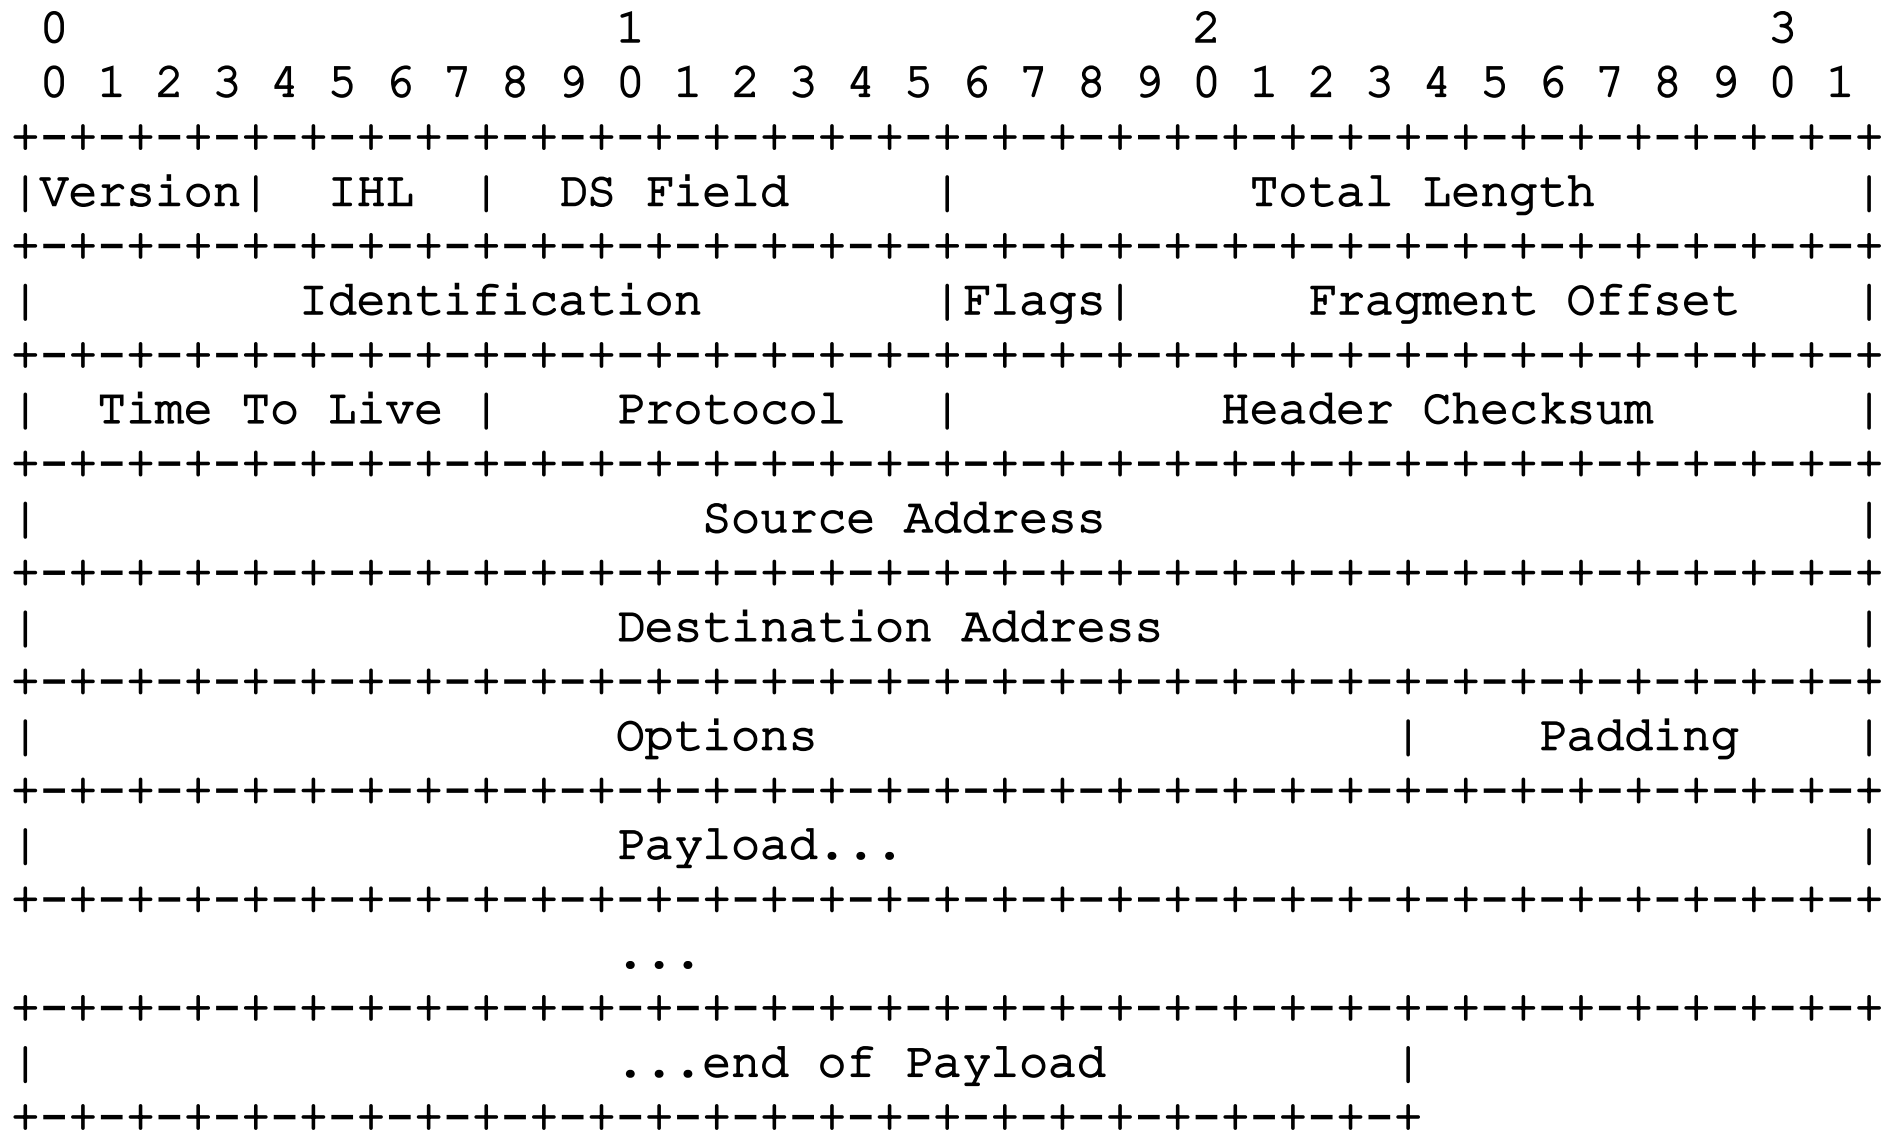 0                   1                   2                   3
 0 1 2 3 4 5 6 7 8 9 0 1 2 3 4 5 6 7 8 9 0 1 2 3 4 5 6 7 8 9 0 1
+-+-+-+-+-+-+-+-+-+-+-+-+-+-+-+-+-+-+-+-+-+-+-+-+-+-+-+-+-+-+-+-+
|Version|  IHL  |  DS Field     |          Total Length         |
+-+-+-+-+-+-+-+-+-+-+-+-+-+-+-+-+-+-+-+-+-+-+-+-+-+-+-+-+-+-+-+-+
|         Identification        |Flags|      Fragment Offset    |
+-+-+-+-+-+-+-+-+-+-+-+-+-+-+-+-+-+-+-+-+-+-+-+-+-+-+-+-+-+-+-+-+
|  Time To Live |    Protocol   |         Header Checksum       |
+-+-+-+-+-+-+-+-+-+-+-+-+-+-+-+-+-+-+-+-+-+-+-+-+-+-+-+-+-+-+-+-+
|                       Source Address                          |
+-+-+-+-+-+-+-+-+-+-+-+-+-+-+-+-+-+-+-+-+-+-+-+-+-+-+-+-+-+-+-+-+
|                    Destination Address                        |
+-+-+-+-+-+-+-+-+-+-+-+-+-+-+-+-+-+-+-+-+-+-+-+-+-+-+-+-+-+-+-+-+
|                    Options                    |    Padding    |
+-+-+-+-+-+-+-+-+-+-+-+-+-+-+-+-+-+-+-+-+-+-+-+-+-+-+-+-+-+-+-+-+
|                    Payload...                                 |
+-+-+-+-+-+-+-+-+-+-+-+-+-+-+-+-+-+-+-+-+-+-+-+-+-+-+-+-+-+-+-+-+
                     ...
+-+-+-+-+-+-+-+-+-+-+-+-+-+-+-+-+-+-+-+-+-+-+-+-+-+-+-+-+-+-+-+-+
|                    ...end of Payload          |
+-+-+-+-+-+-+-+-+-+-+-+-+-+-+-+-+-+-+-+-+-+-+-+-+